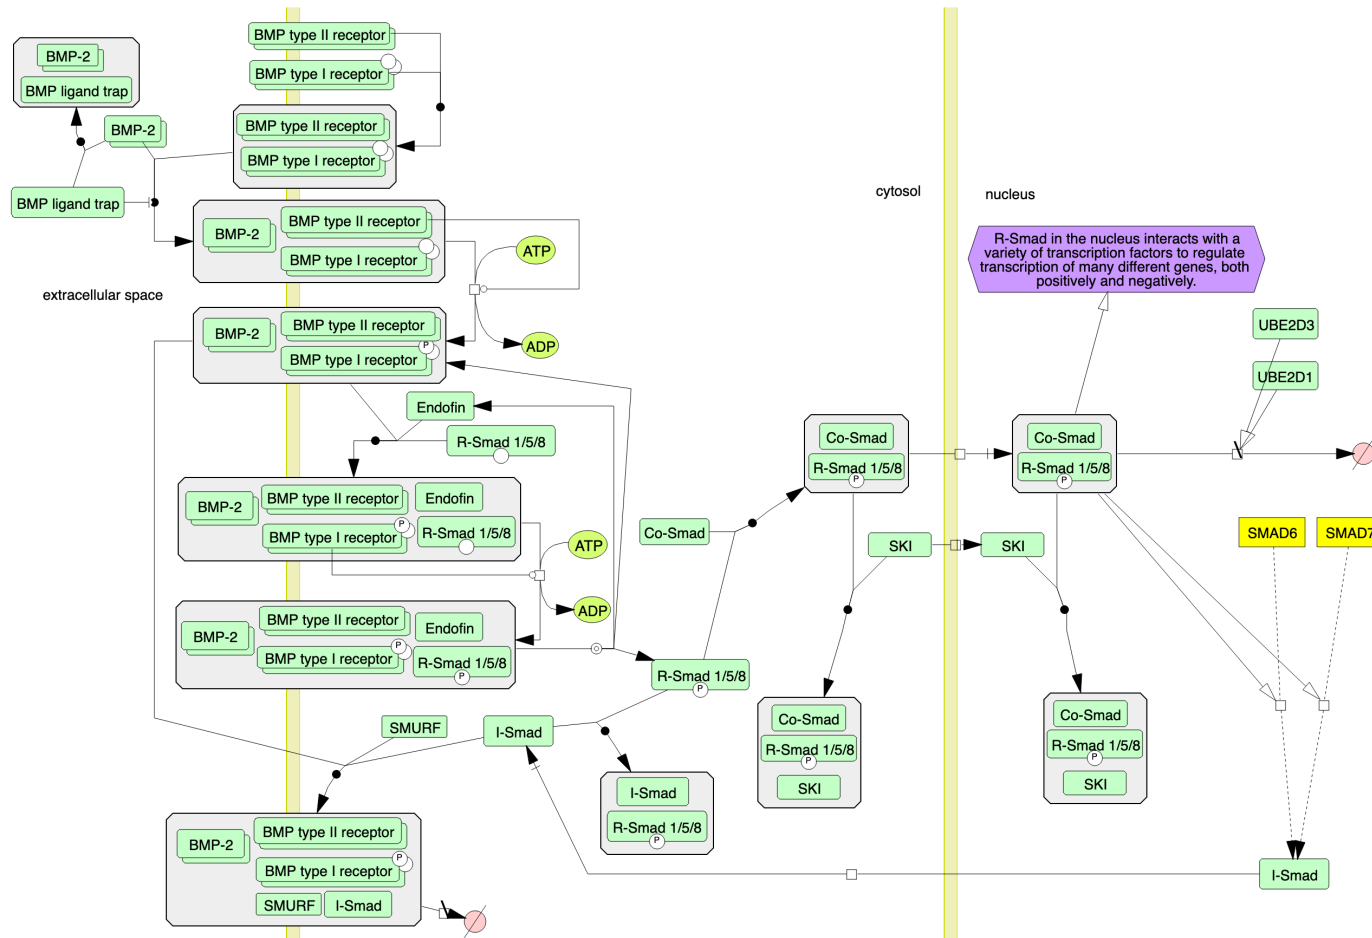 BMP type II receptor
BMP-2
BMP type I receptor
BMP ligand trap
BMP-2
BMP type II receptor
BMP type I receptor
BMP ligand trap
cytosol
nucleus
BMP type II receptor
BMP-2
BMP type I receptor
ATP
R-Smad in the nucleus interacts with a
variety of transcription factors to regulate
transcription of many different genes, both
positively and negatively.
extracellular space
BMP type II receptor
BMP-2
P
BMP type I receptor
ADP
UBE2D3
UBE2D1
Endofin
R-Smad 1/5/8
Co-Smad
R-Smad 1/5/8
P
Co-Smad
R-Smad 1/5/8
P
BMP type II receptor
Endofin
BMP-2
P
BMP type I receptor
R-Smad 1/5/8
ATP
Co-Smad
SKI
SKI
SMAD6
SMAD7
ADP
BMP type II receptor
Endofin
BMP-2
P
BMP type I receptor
R-Smad 1/5/8
P
R-Smad 1/5/8
P
SMURF
I-Smad
Co-Smad
R-Smad 1/5/8
P
SKI
Co-Smad
R-Smad 1/5/8
P
SKI
I-Smad
R-Smad 1/5/8
P
BMP type II receptor
BMP-2
P
BMP type I receptor
SMURF
I-Smad
I-Smad